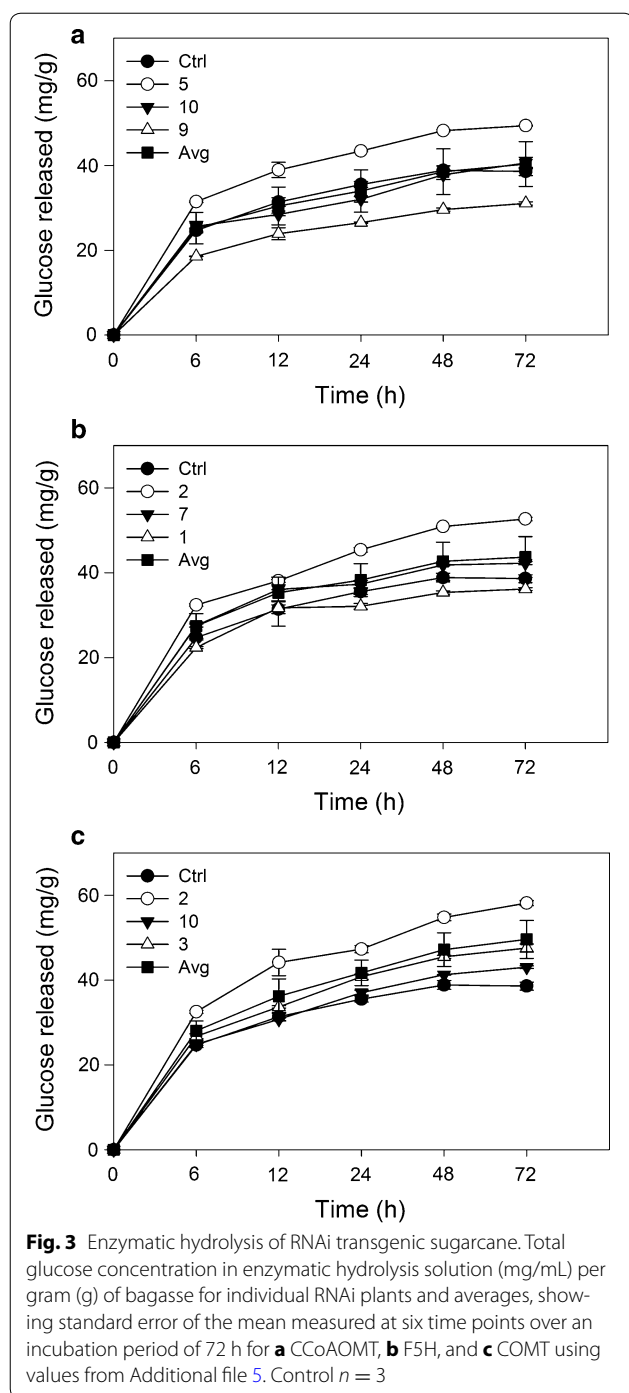 a
Ctrl
5
10
9
Avg
Glucose released (mg/g)
60
40
20
0
0 6 12 24 48 72
Time (h)
b
Ctrl
2
7
1
Avg
Glucose released (mg/g)
60
40
20
0
0 6 12 24 48 72
Time (h)
c
Ctrl
2
10
3
Avg
Glucose released (mg/g)
60
40
20
0
0 6 12 24 48 72
Time (h)
Fig. 3 Enzymatic hydrolysis of RNAi transgenic sugarcane. Total
glucose concentration in enzymatic hydrolysis solution (mg/mL) per
gram (g) of bagasse for individual RNAi plants and averages, show-
ing standard error of the mean measured at six time points over an
incubation period of 72 h for a CCoAOMT, b F5H, and c COMT using
values from Additional file 5. Control n = 3